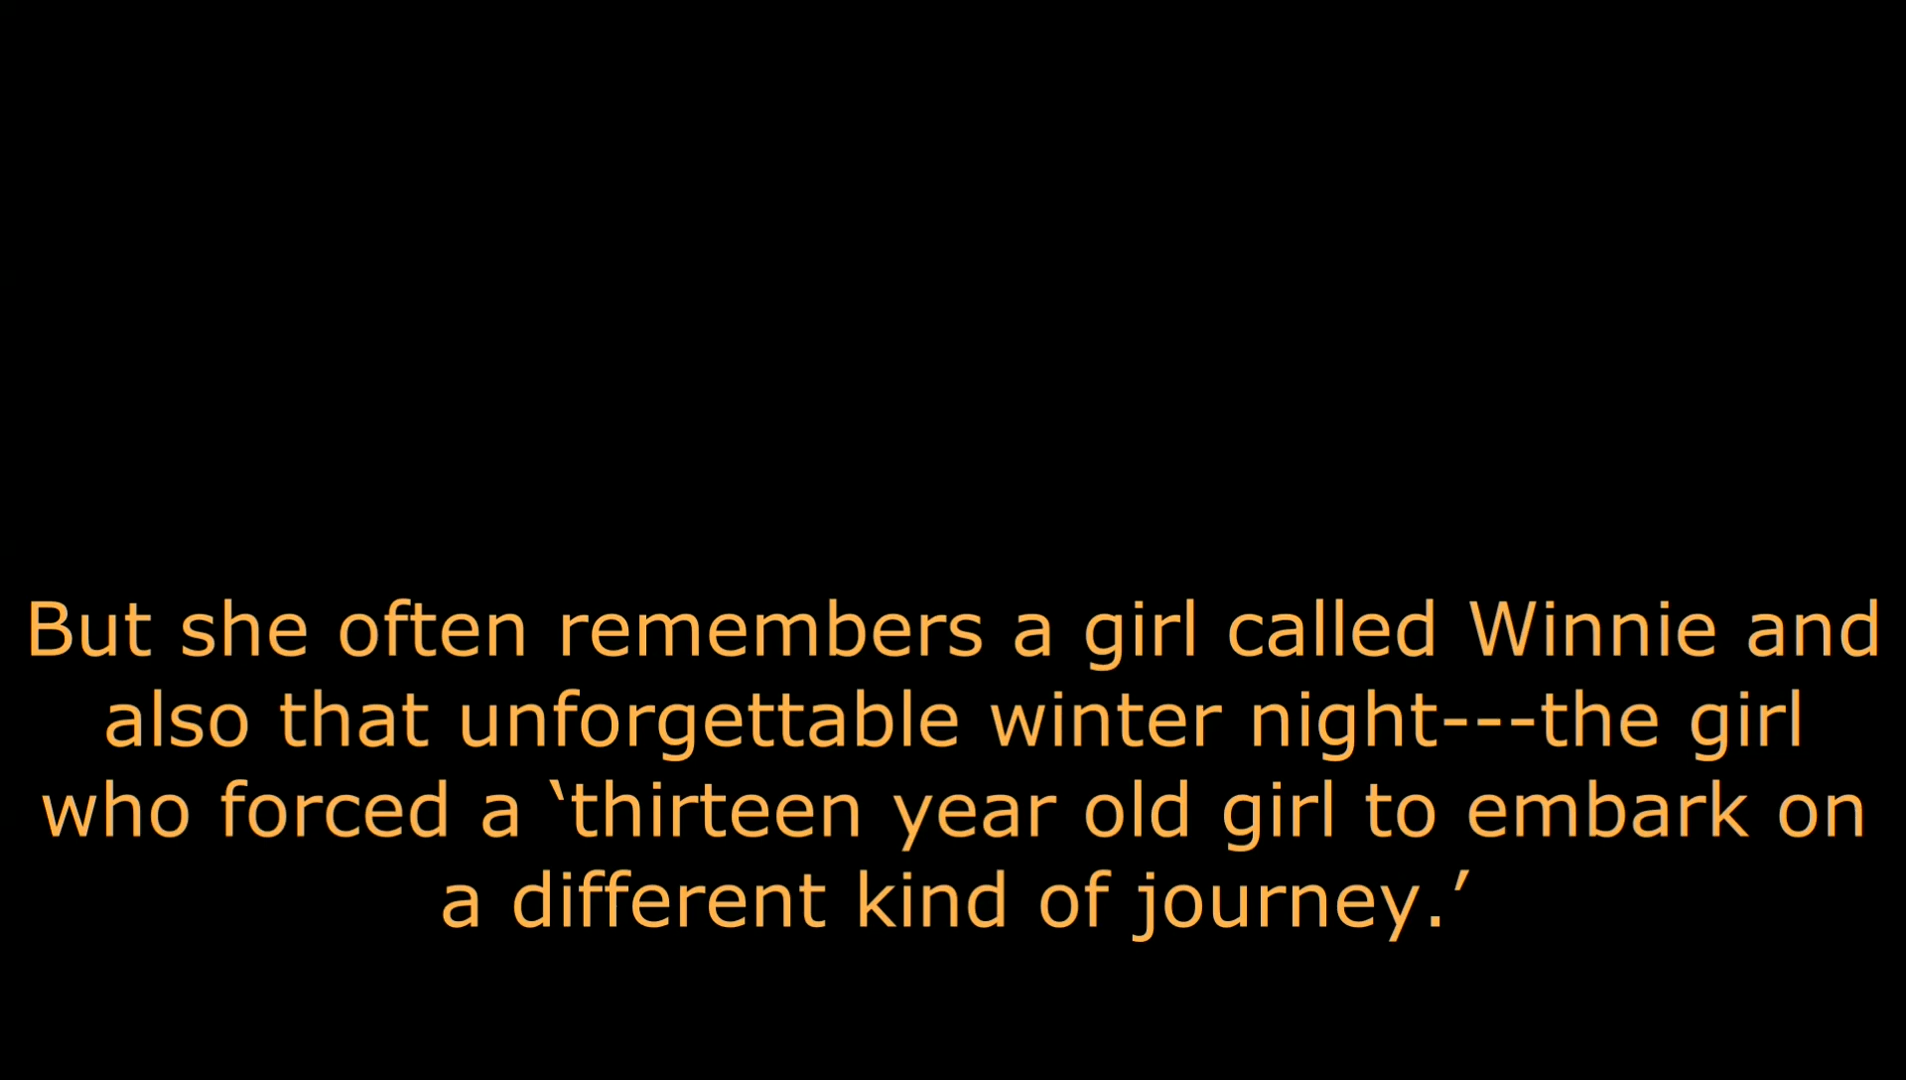 But she often remembers a girl called Winnie and
also that unforgettable winter night---the girl
who forced a ‘thirteen year old girl to embark on
a different kind of journey.’